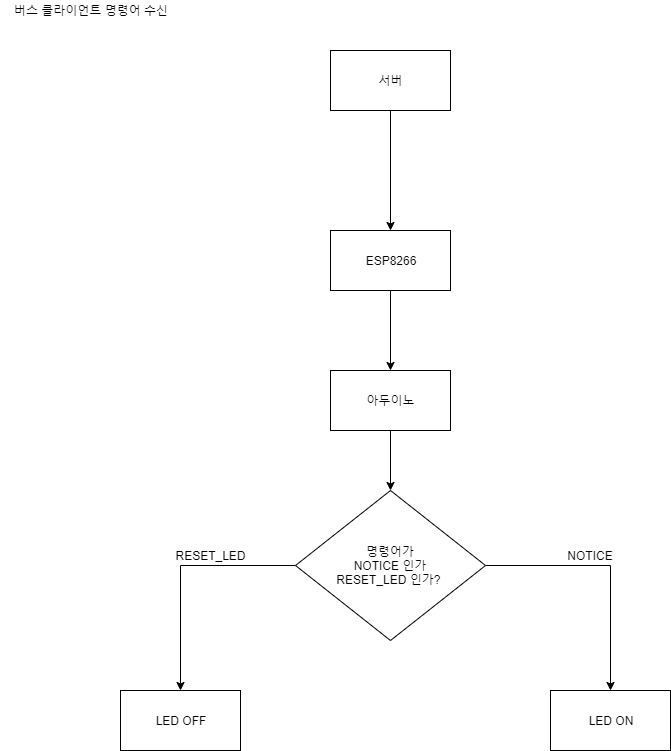 버스 클라이언트 명령어 수신
서버
ESP8266
아두이노
명령어가
NOTICE 인가
RESET_LED 인가?
RESET_LED
NOTICE
LED OFF
LED ON